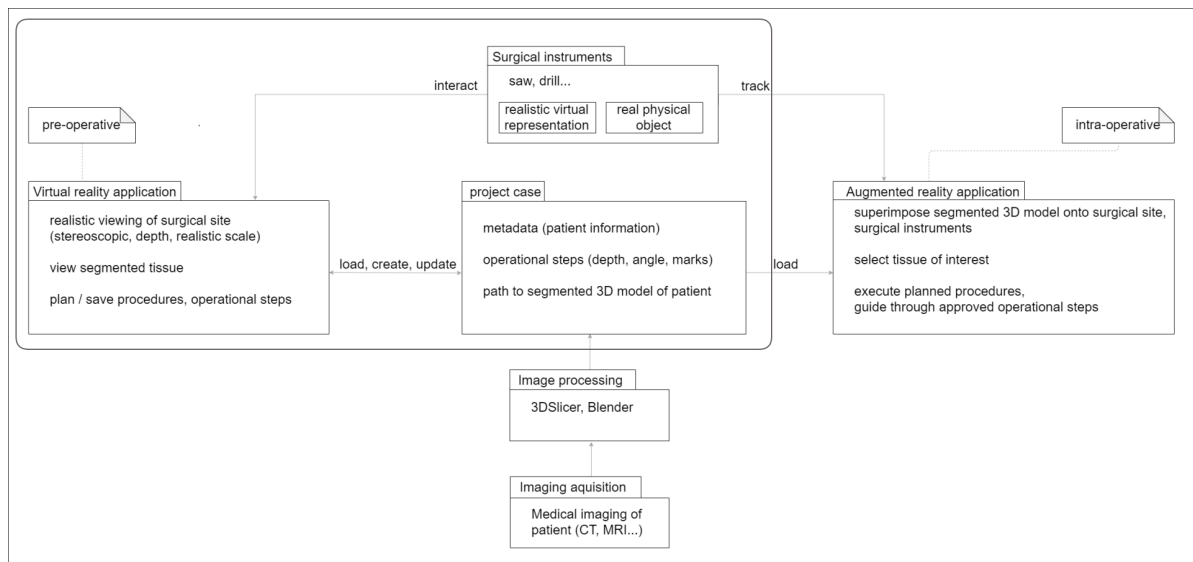 Surgical instruments
saw, drill...
realistic virtual
representation
real physical
object
interact
track
pre-operative
intra-operative
Virtual reality application
realistic viewing of surgical site
(stereoscopic, depth, realistic scale)
view segmented tissue
plan / save procedures, operational steps
load, create, update
project case
metadata (patient information)
operational steps (depth, angle, marks)
path to segmented 3D model of patient
load
Augmented reality application
superimpose segmented 3D model onto surgical site,
surgical instruments
select tissue of interest
execute planned procedures,
guide through approved operational steps
Image processing
3DSlicer, Blender
Imaging aquisition
Medical imaging of
patient (CT, MRI...)